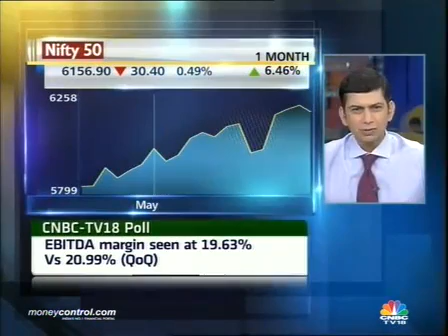 Nifty 50
1 MONTH
6156.90 30.40 0.49% 6.46%
6258
5799
May
CNBC-TV18 Poll
EBITDA margin seen at 19.63%
Vs 20.99% (QoQ)
moneycontrol.com
CNBC
TV18